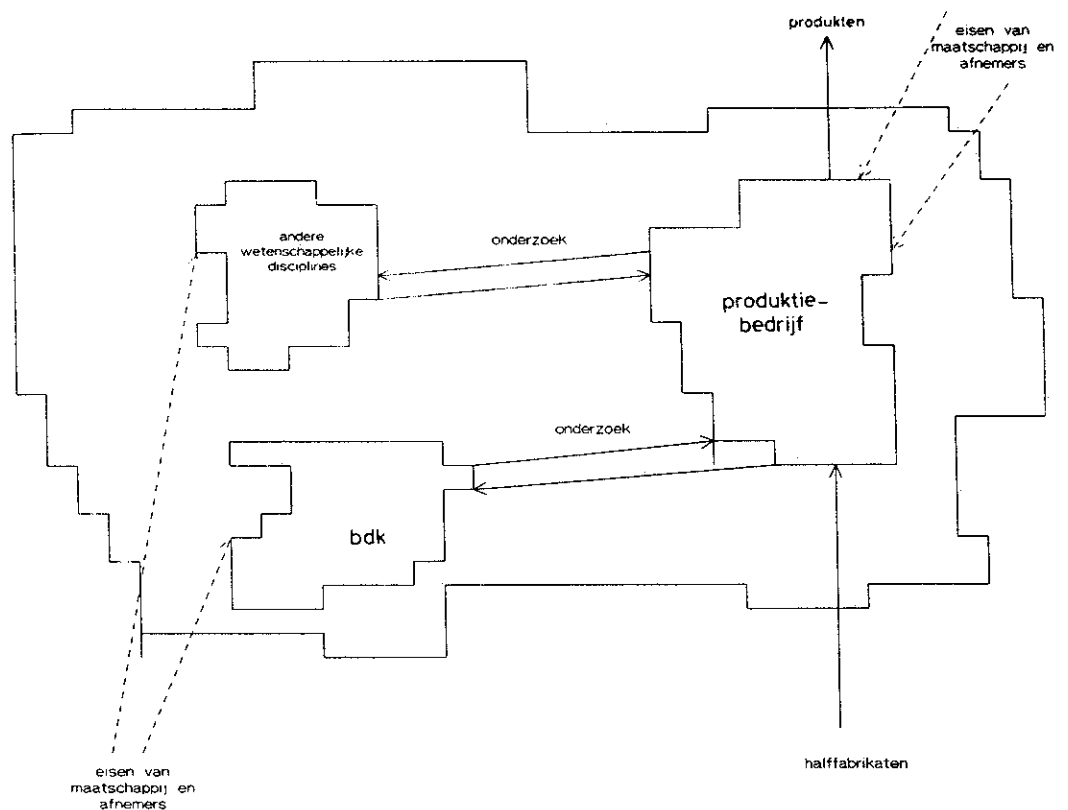 produkten
eisen van
maatschappij en
afnemers
andere
wetenschappelijke
disciplines
onderzoek
produktie-
bedrijf
onderzoek
bdk
halffabrikaten
eisen van
maatschappij en
afnemers